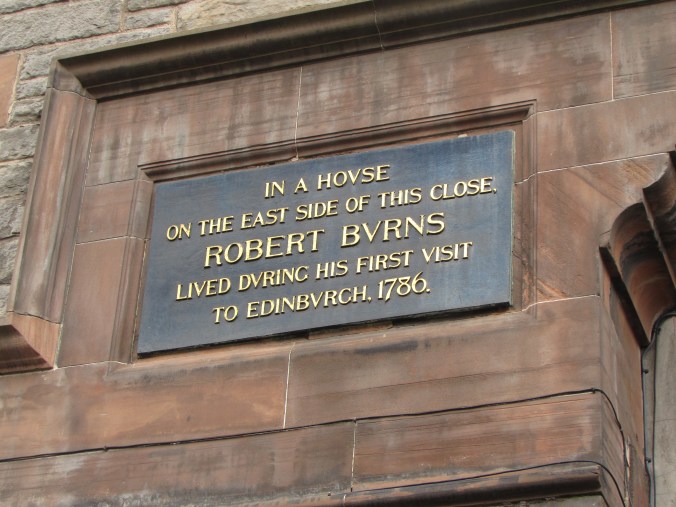 IN A HOVSE
ON THE EAST SIDE OF THIS CLOSE,
ROBERT BVRNS
LIVED DVRING HIS FIRST VISIT
TO EDINBVRGH, 1786.